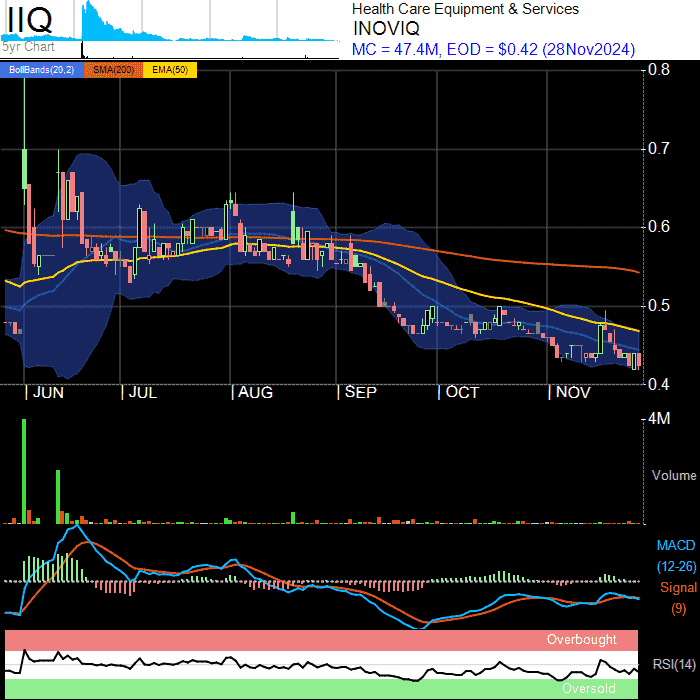 IIQ
5yr Chart
Health Care Equipment & Services
INOVIQ
MC = 47.4M, EOD = $0.42 (28Nov2024)
BollBands(20,2) SMA(200) EMA(50)
0.8
0.7
0.6
0.5
0.4
JUN JUL AUG SEP OCT NOV
4M
Volume
MACD
(12-26)
Signal
(9)
Overbought
RSI(14)
Oversold